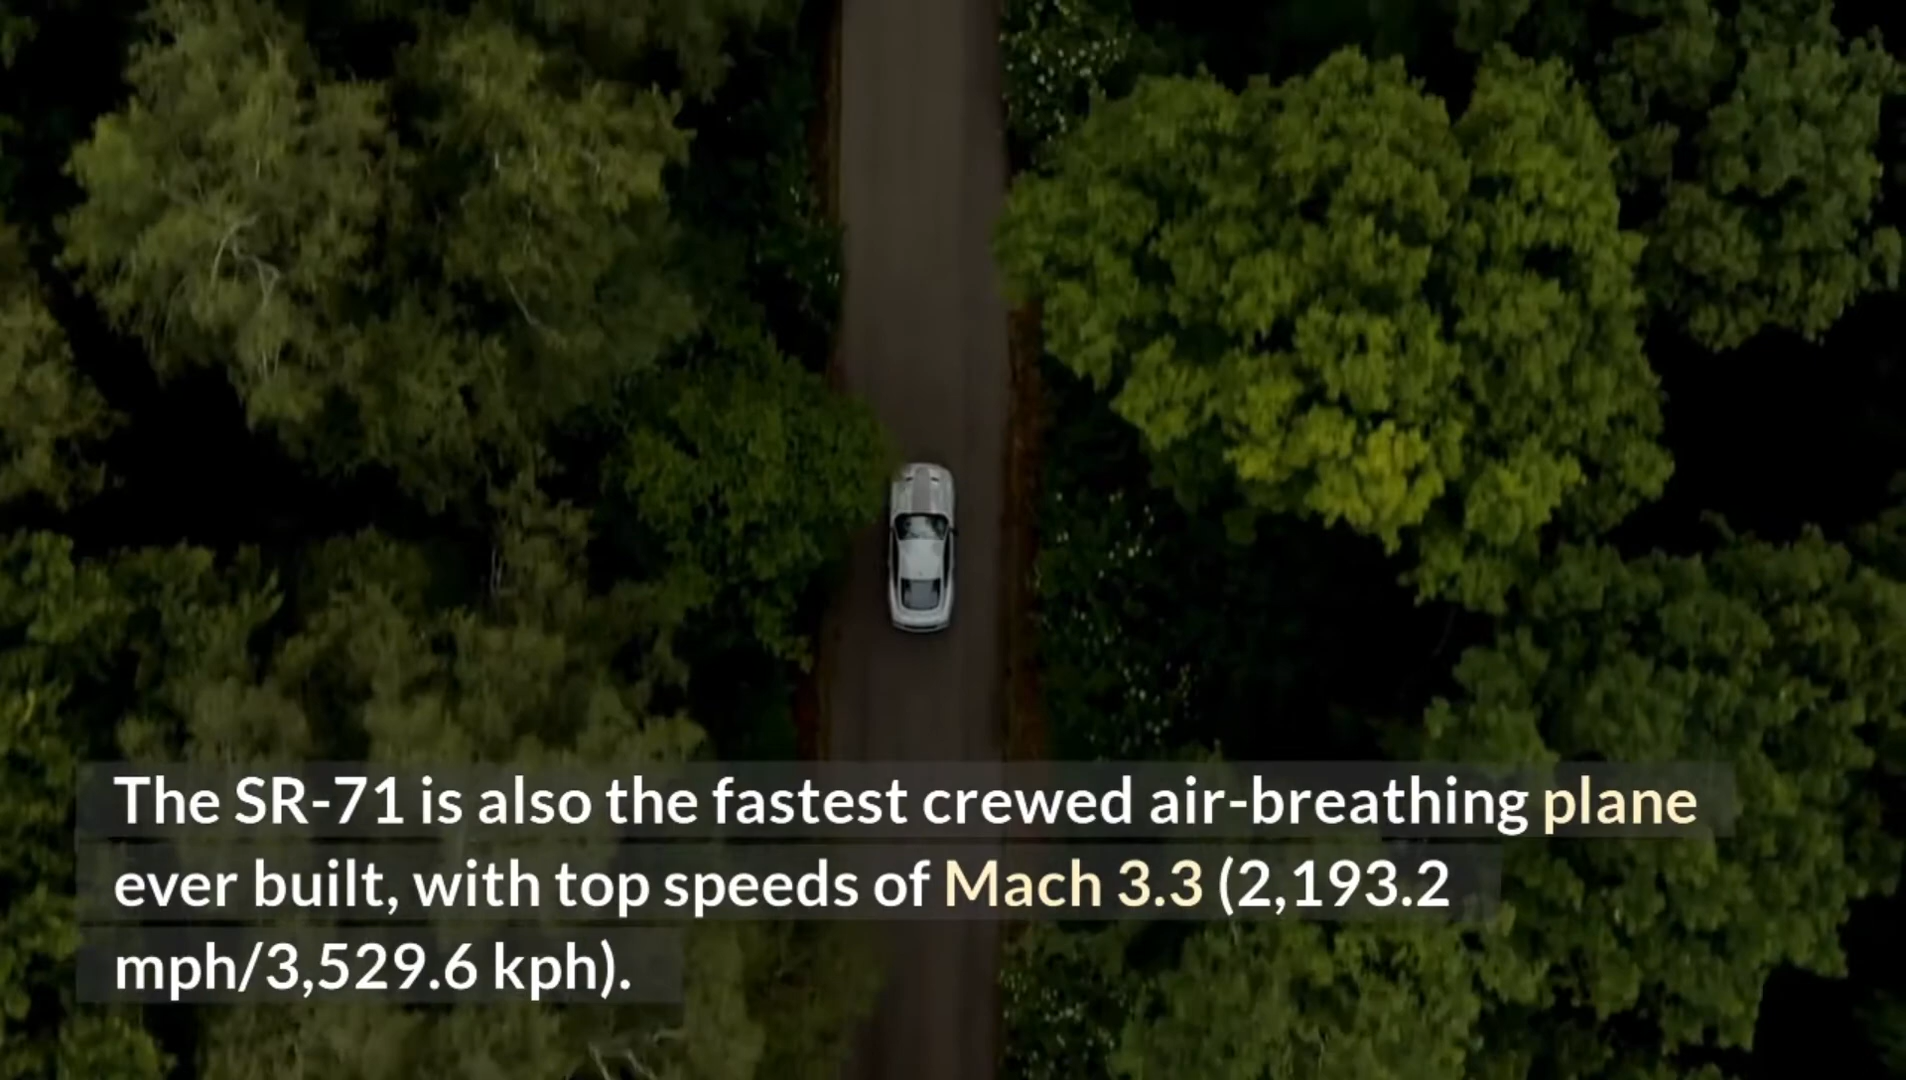 The SR-71 is also the fastest crewed air-breathing plane
ever built, with top speeds of Mach 3.3 (2,193.2
mph/3,529.6 kph).